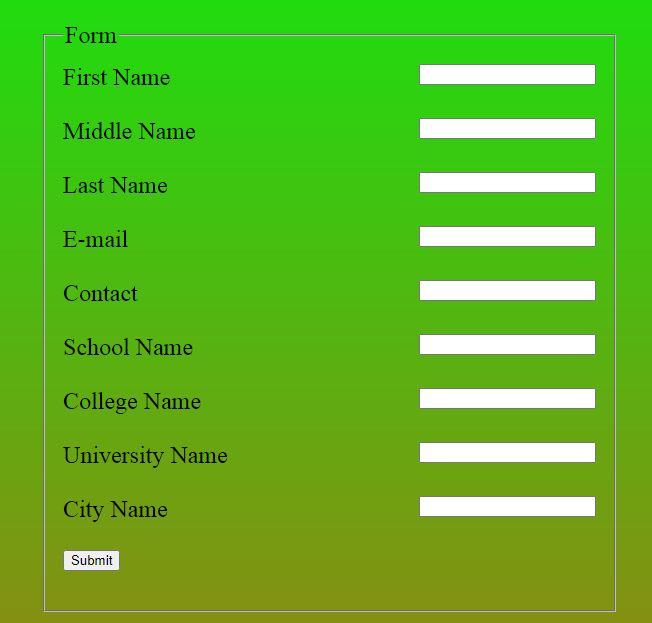 Form
First Name
Middle Name
Last Name
E-mail
Contact
School Name
College Name
University Name
City Name
Submit